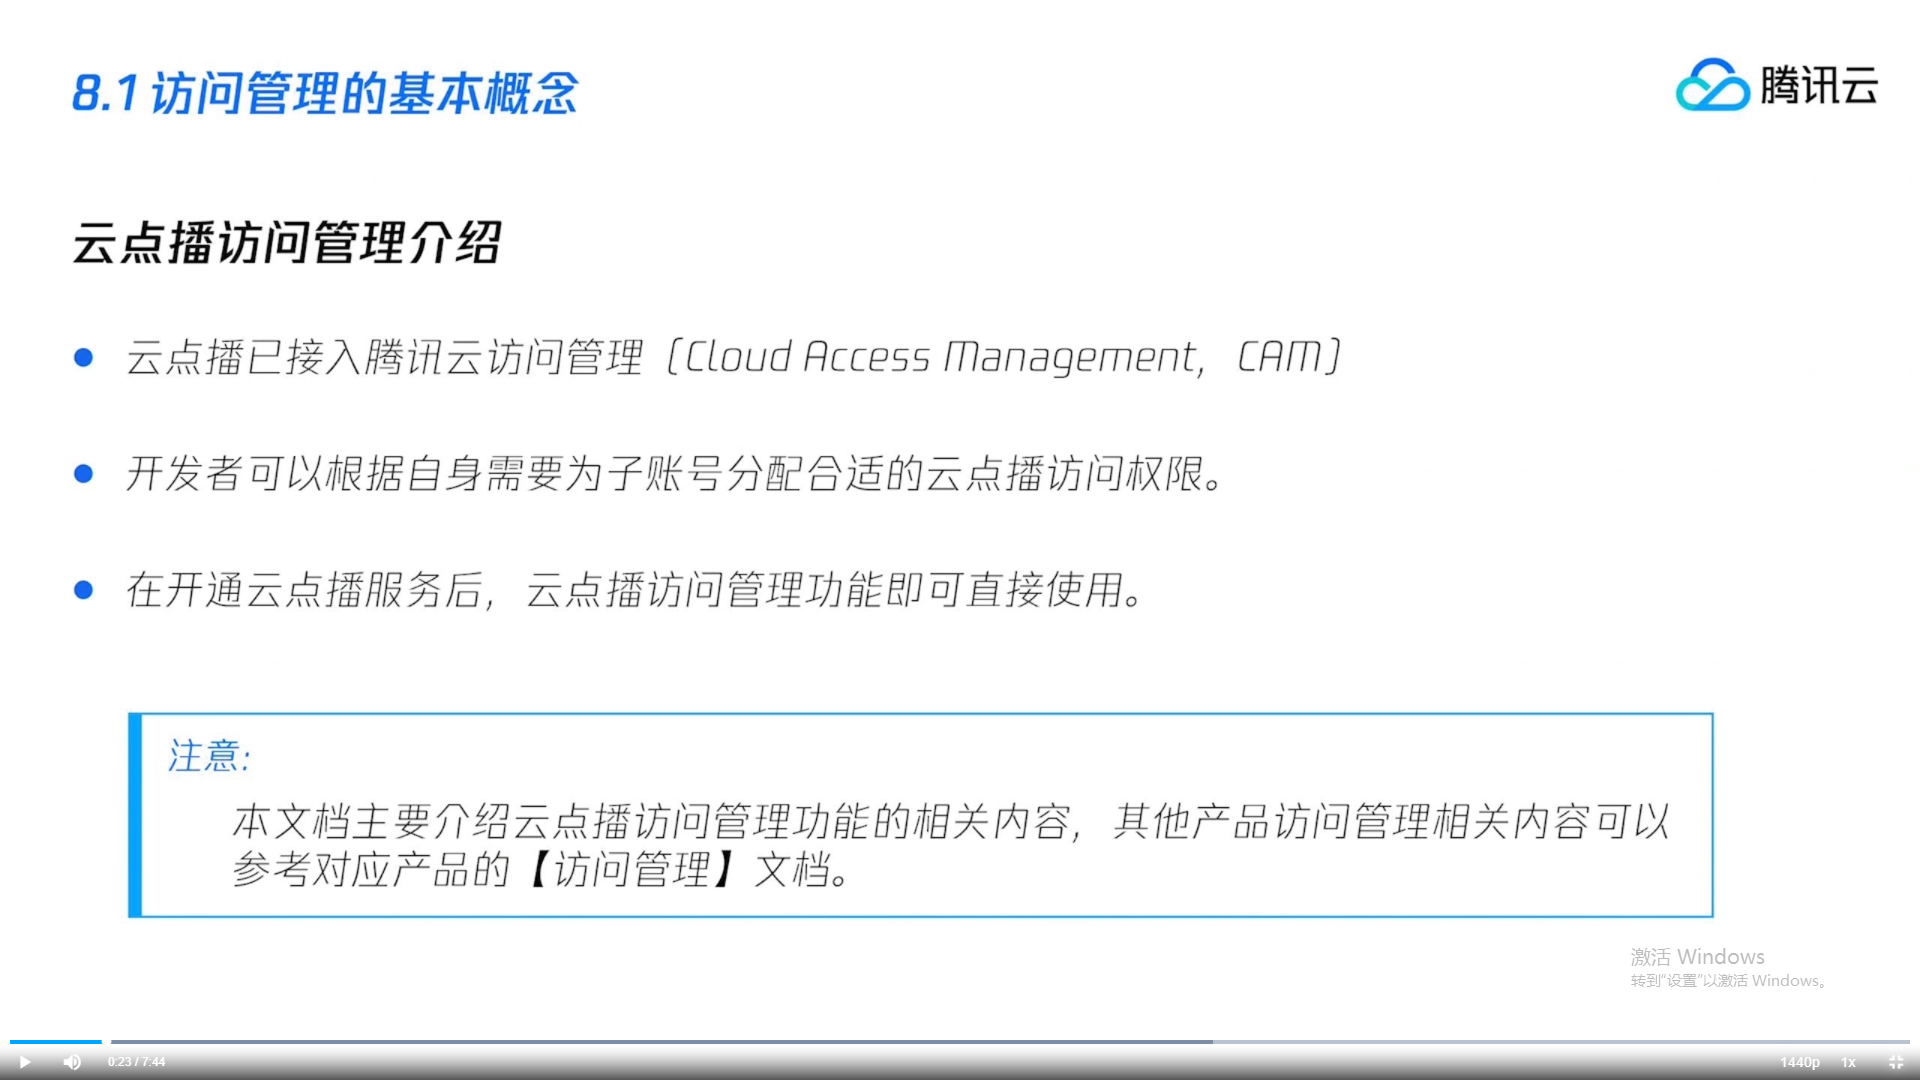 8.1 访问管理的基本概念
腾讯云
云点播访问管理介绍
云点播已接入腾讯云访问管理（Cloud Access Management，CAM）
开发者可以根据自身需要为子账号分配合适的云点播访问权限。
在开通云点播服务后，云点播访问管理功能即可直接使用。
注意:
本文档主要介绍云点播访问管理功能的相关内容，其他产品访问管理相关内容可以
参考对应产品的【访问管理】文档。
激活 Windows
转到“设置”以激活 Windows。
0:23 / 7:44
1440p 1x